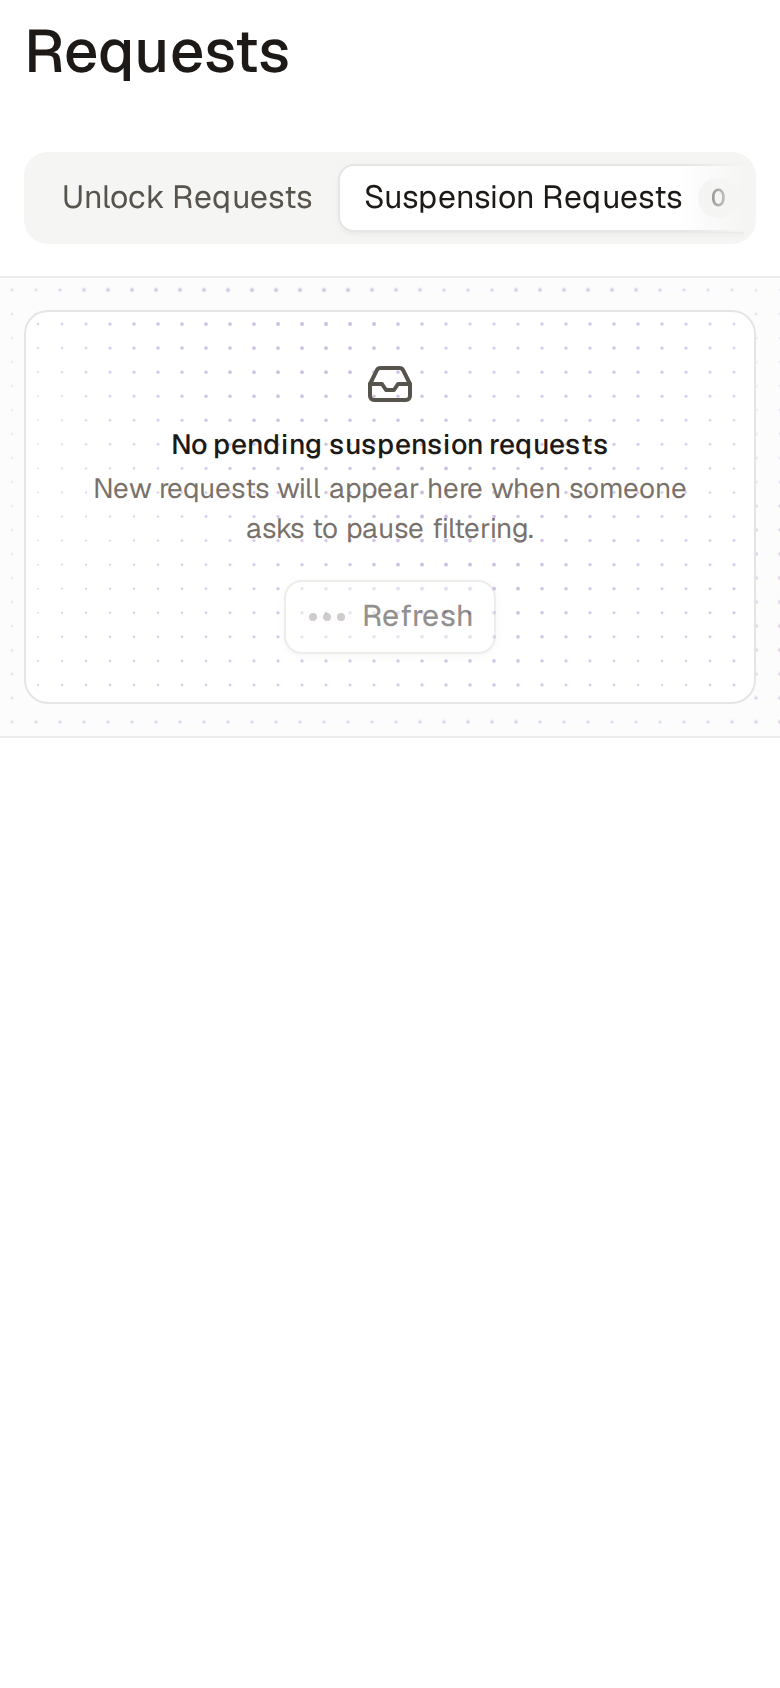 Requests
Unlock Requests
Suspension Requests 0
No pending suspension requests
New requests will appear here when someone
asks to pause filtering.
Refresh